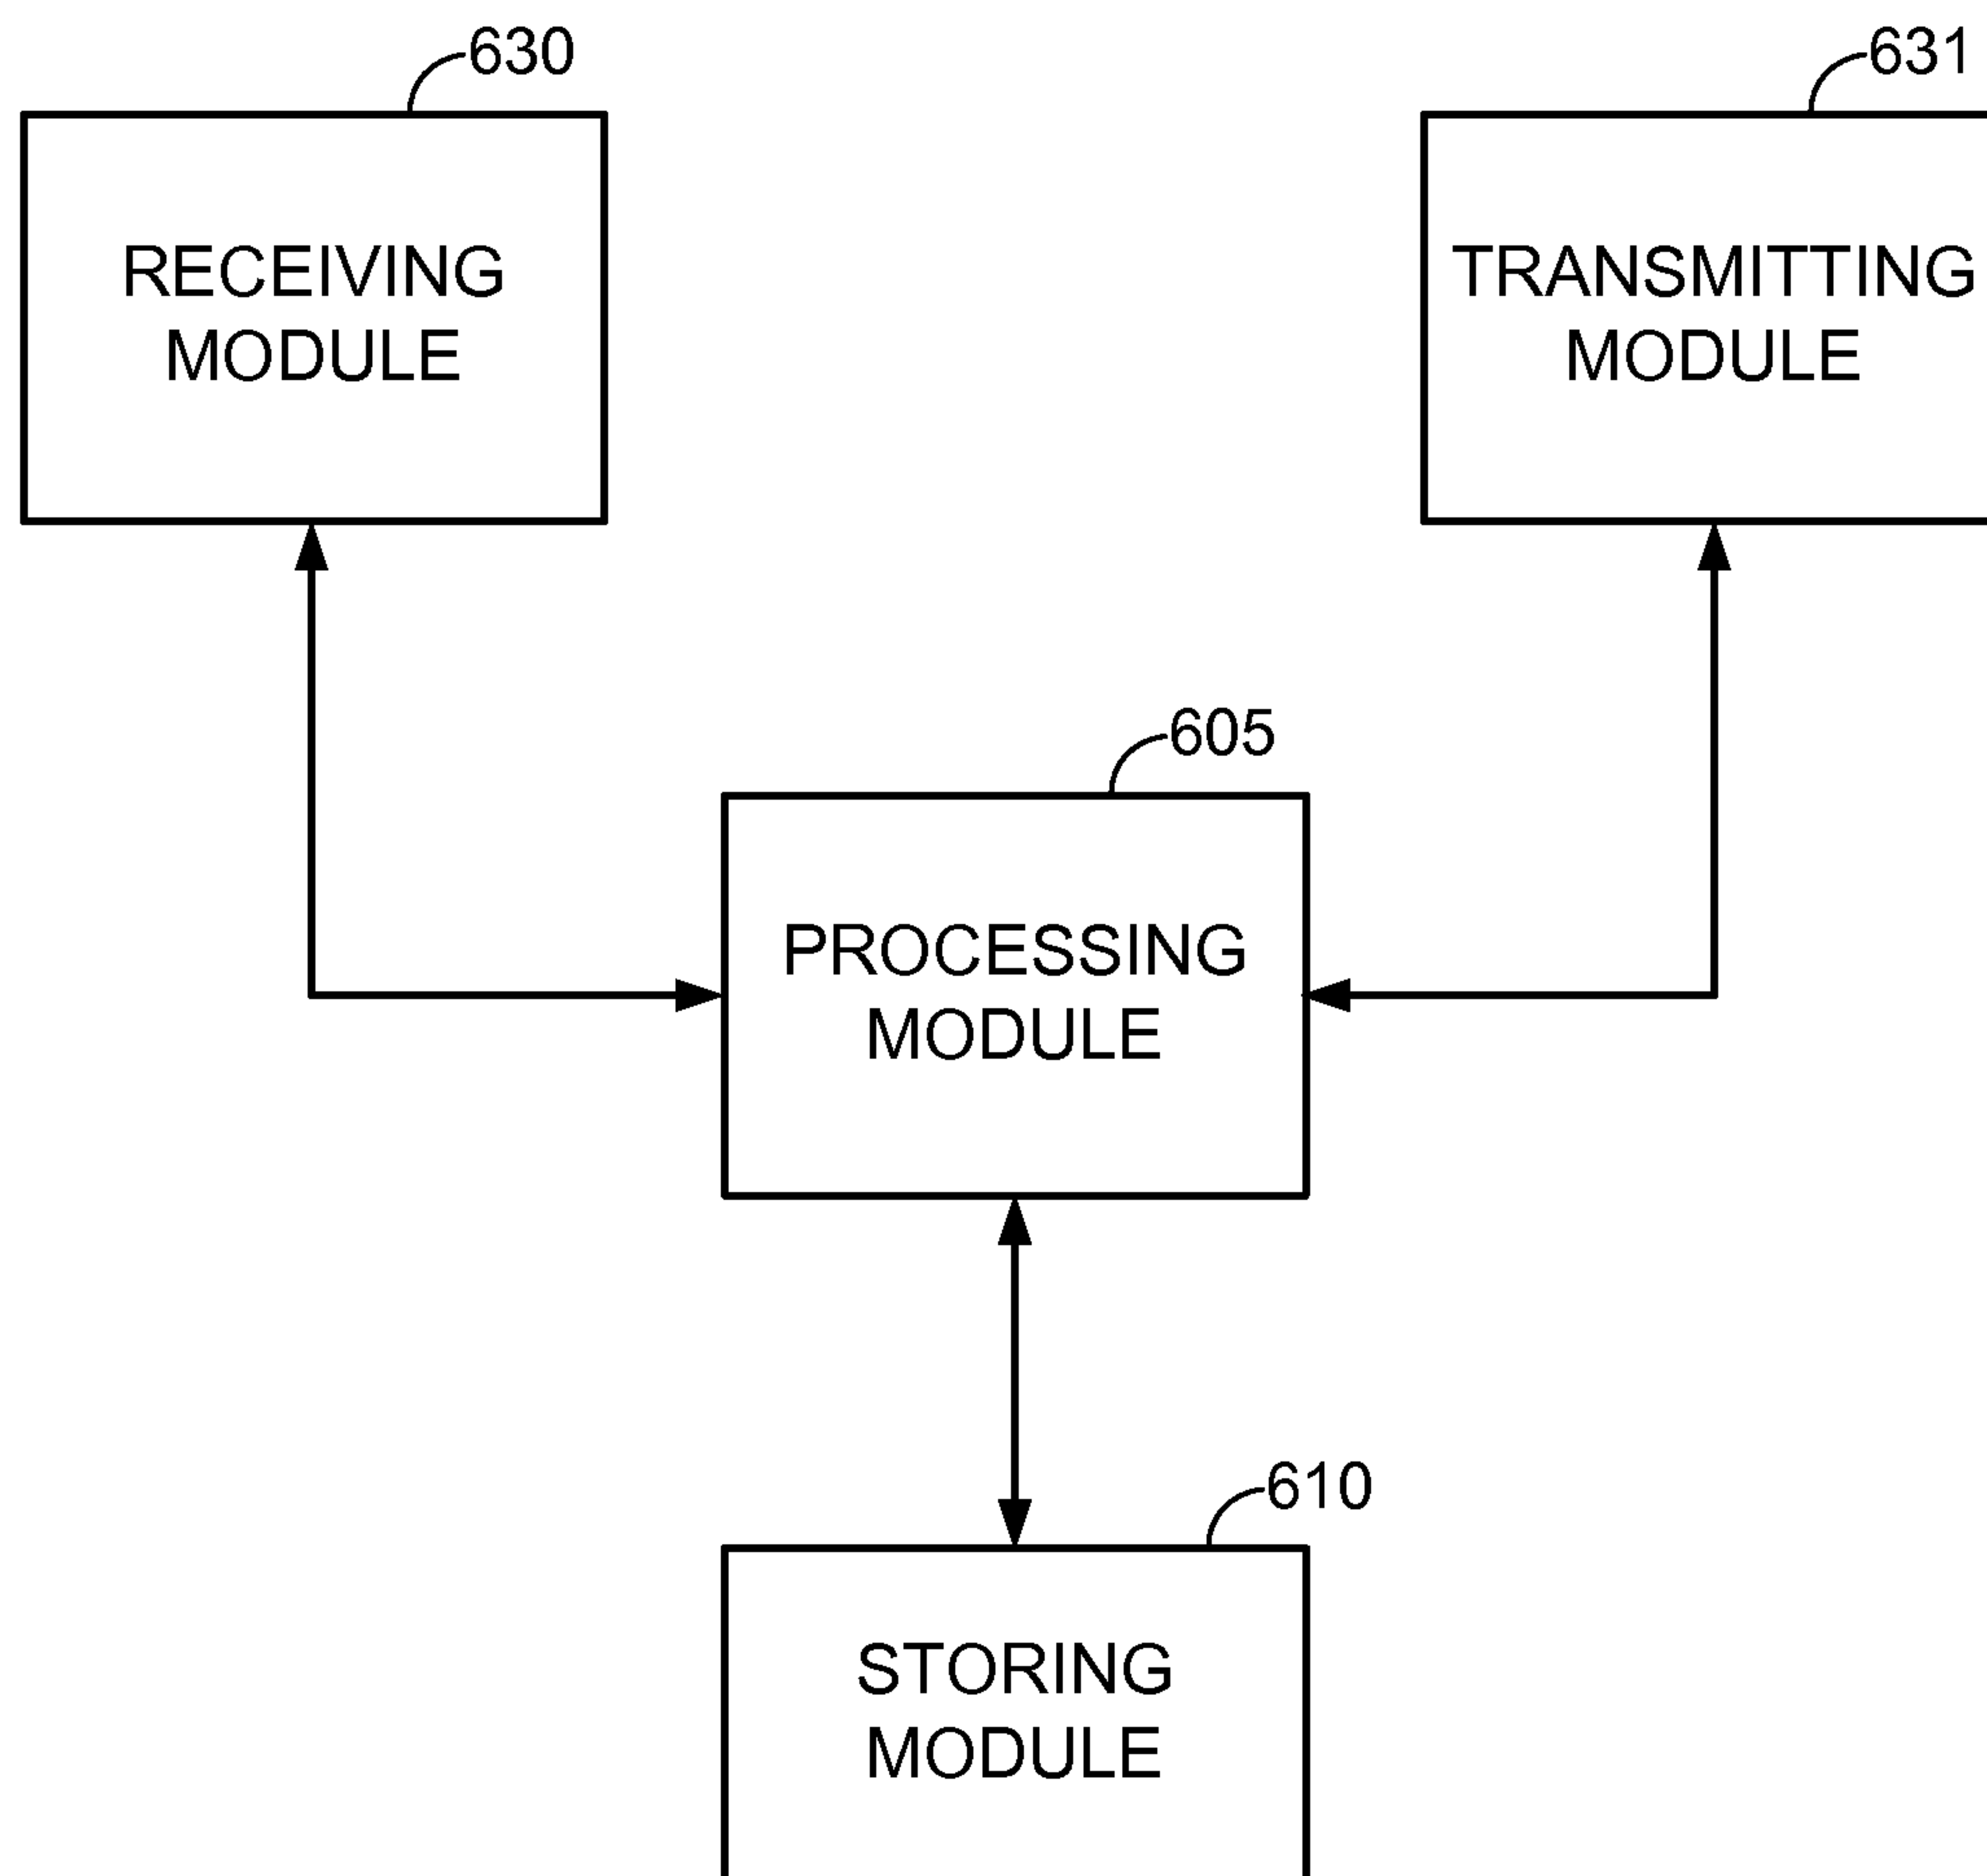 630
631
RECEIVING
MODULE
TRANSMITTING
MODULE
605
PROCESSING
MODULE
610
STORING
MODULE